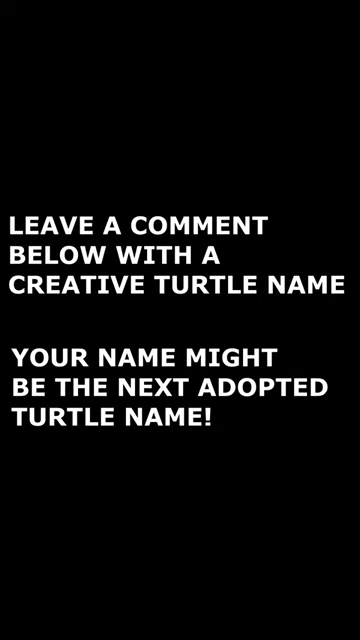 LEAVE A COMMENT
BELOW WITH A
CREATIVE TURTLE NAME
YOUR NAME MIGHT
BE THE NEXT ADOPTED
TURTLE NAME!